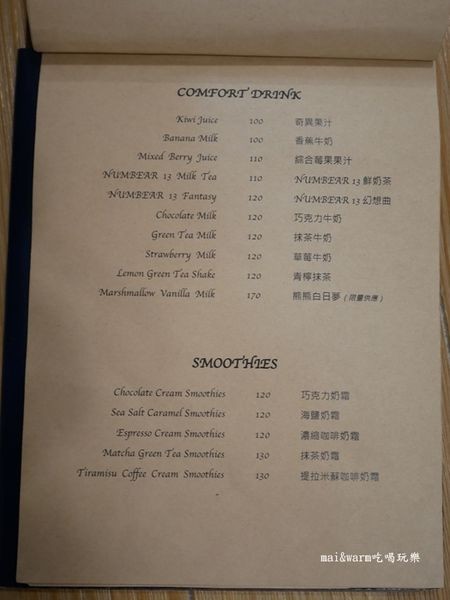 COMFORT DRINK
Kiwi Juice 100 奇異果汁
Banana Milk 100 香蕉牛奶
Mixed Berry Juice 110 綜合莓果果汁
NUMBEAR 13 Milk Tea 110 NUMBEAR 13 鮮奶茶
NUMBEAR 13 Fantasy 120 NUMBEAR 13 幻想曲
Chocolate Milk 120 巧克力牛奶
Green Tea Milk 120 抹茶牛奶
Strawberry Milk 120 草莓牛奶
Lemon Green Tea Shake 120 青檸抹茶
Marshmallow Vanilla Milk 170 熊熊白日夢 (限量供應)
SMOOTHIES
Chocolate Cream Smoothies 120 巧克力奶霜
Sea Salt Caramel Smoothies 120 海鹽奶霜
Espresso Cream Smoothies 120 濃縮咖啡奶霜
Matcha Green Tea Smoothies 130 抹茶奶霜
Tiramisu Coffee Cream Smoothies 130 提拉米蘇咖啡奶霜
mai&warm吃喝玩樂